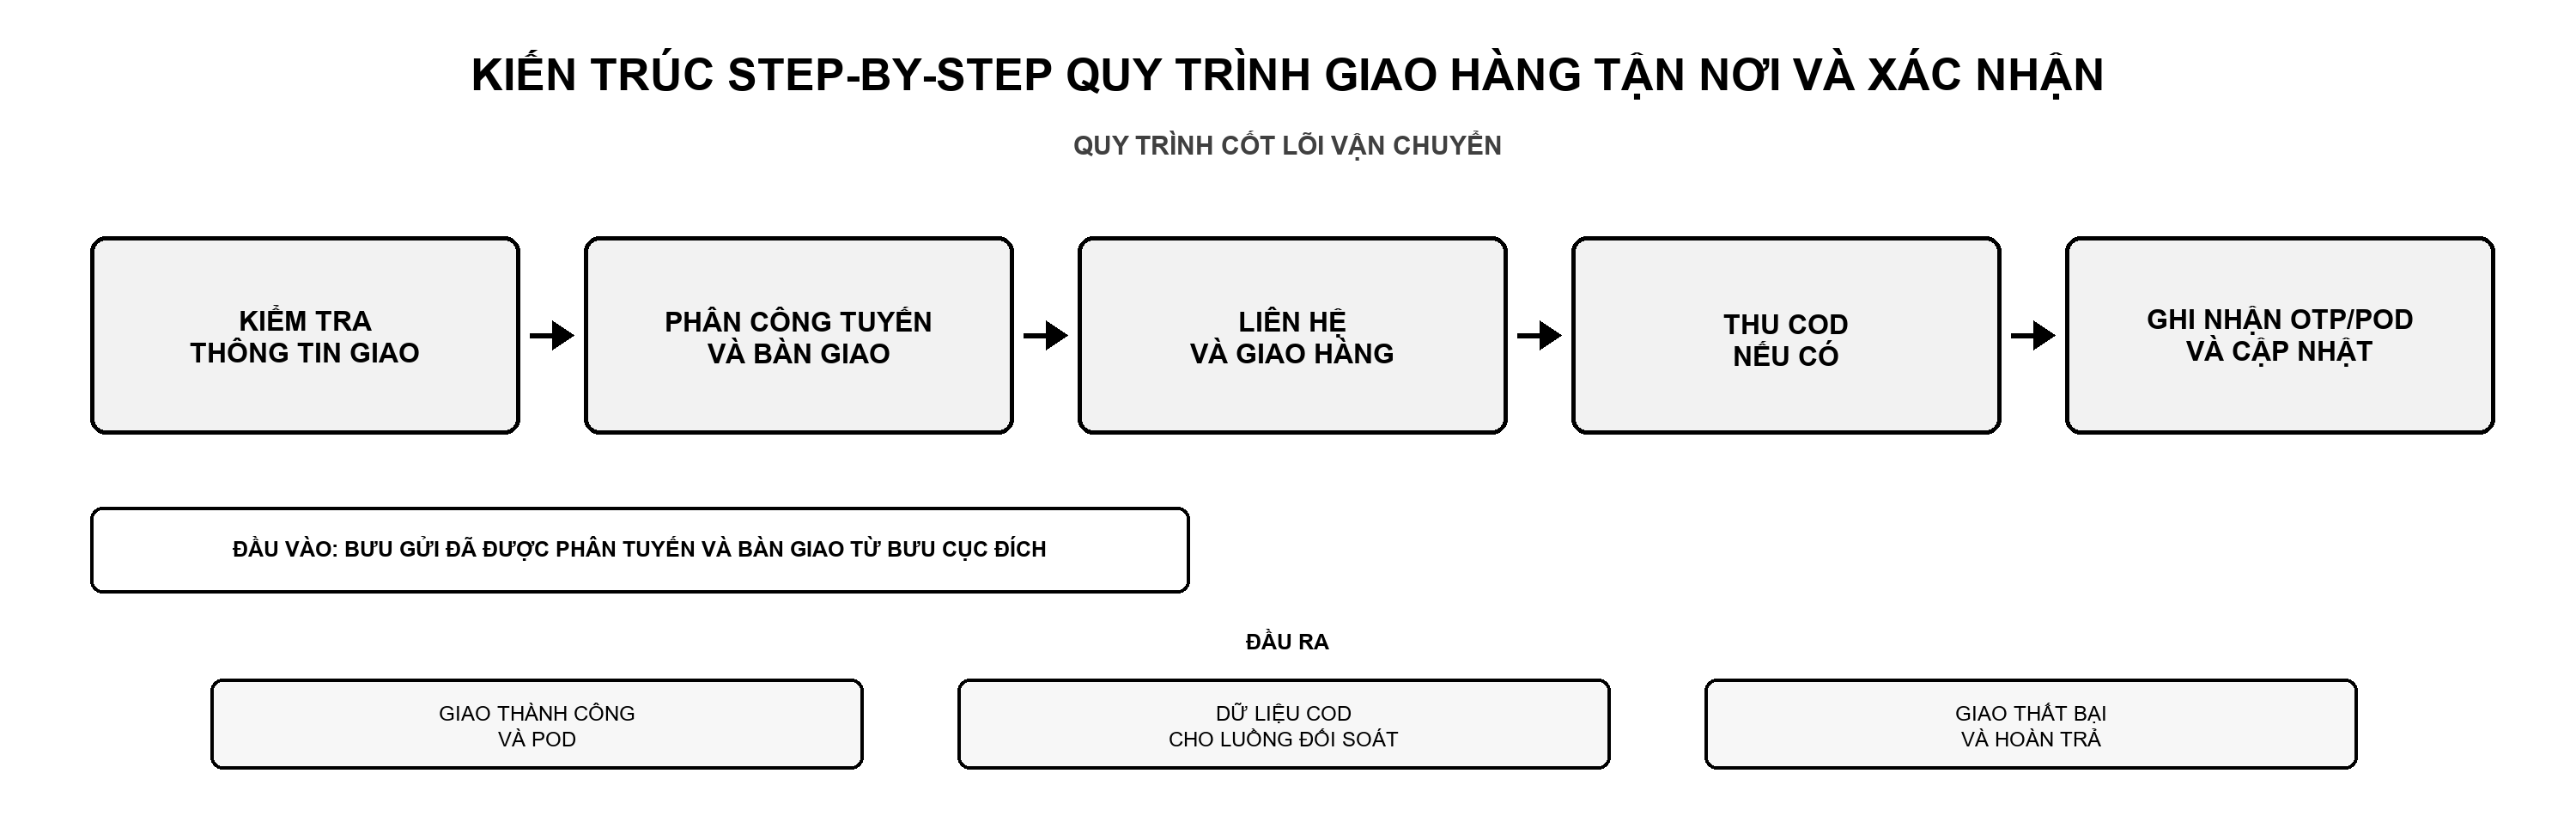 KIẾN TRÚC STEP-BY-STEP QUY TRÌNH GIAO HÀNG TẬN NƠI VÀ XÁC NHẬN
QUY TRÌNH CỐT LÕI VẬN CHUYỂN
KIỂM TRA
THÔNG TIN GIAO
PHÂN CÔNG TUYẾN
VÀ BÀN GIAO
LIÊN HỆ
VÀ GIAO HÀNG
THU COD
NẾU CÓ
GHI NHẬN OTP/POD
VÀ CẬP NHẬT
ĐẦU VÀO: BƯU GỬI ĐÃ ĐƯỢC PHÂN TUYẾN VÀ BÀN GIAO TỪ BƯU CỤC ĐÍCH
ĐẦU RA
GIAO THÀNH CÔNG
VÀ POD
DỮ LIỆU COD
CHO LUỒNG ĐỐI SOÁT
GIAO THẤT BẠI
VÀ HOÀN TRẢ